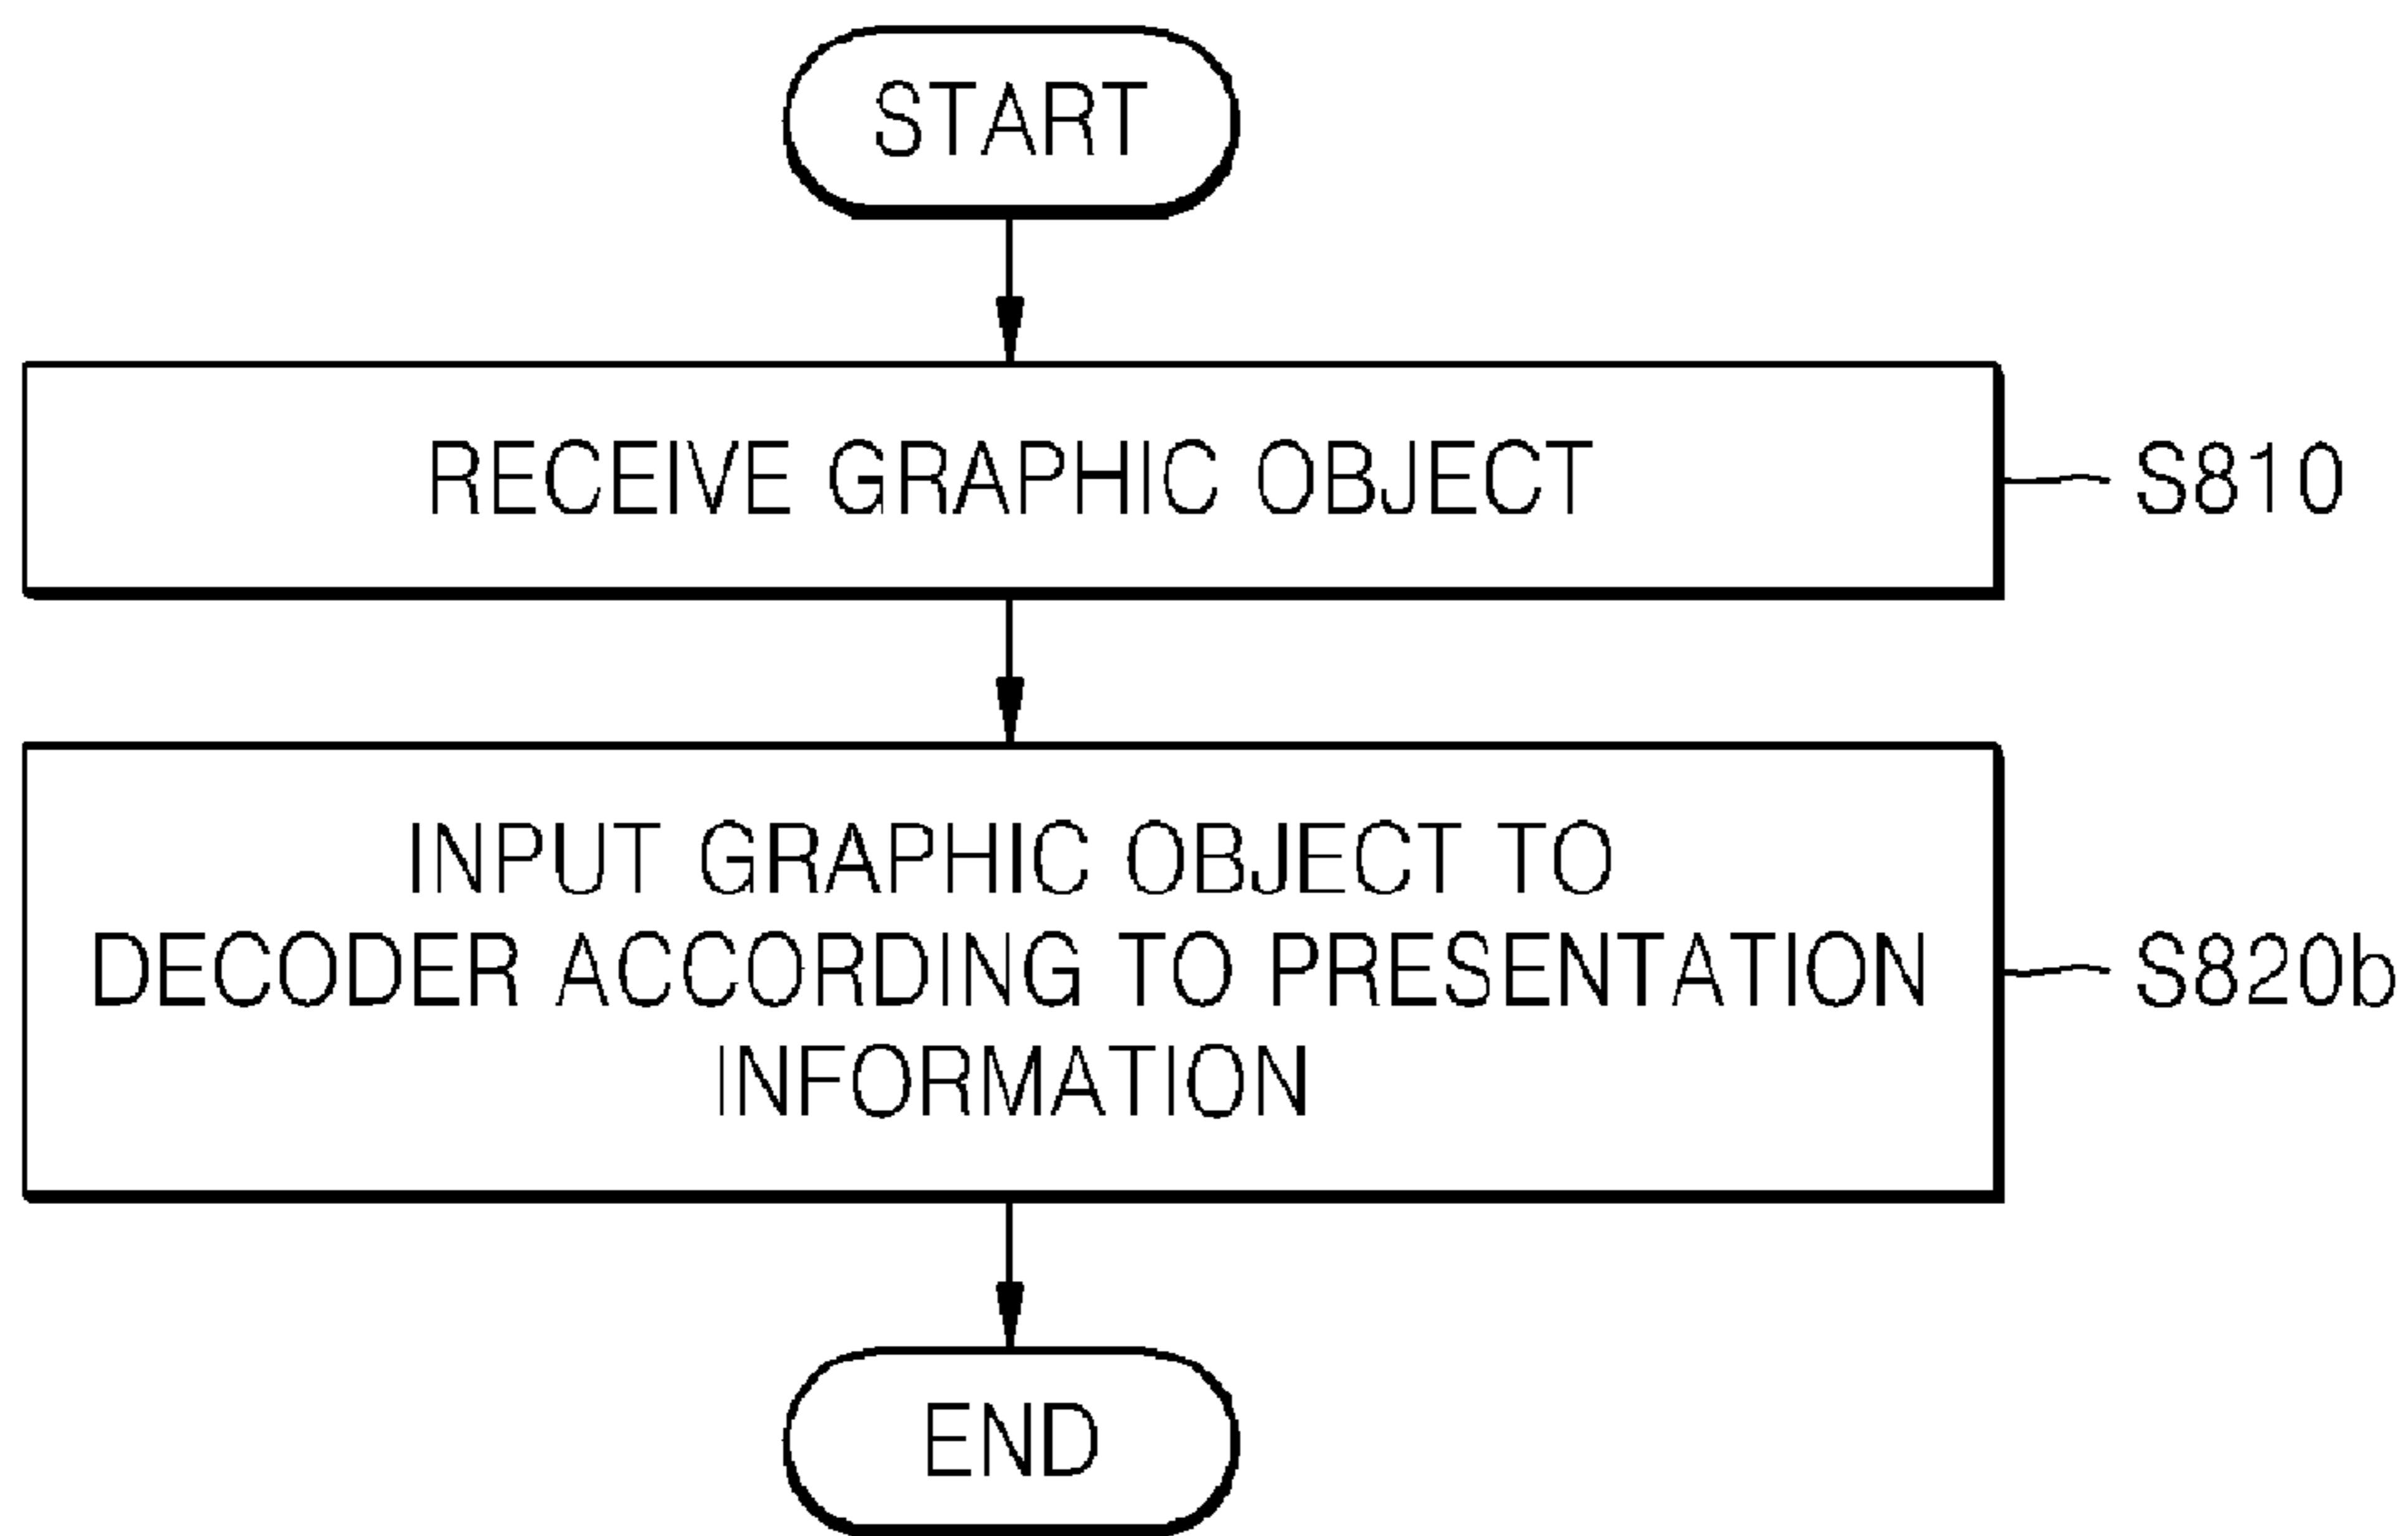 START
RECEIVE GRAPHIC OBJECT
S810
INPUT GRAPHIC OBJECT TO
DECODER ACCORDING TO PRESENTATION
INFORMATION
S820b
END